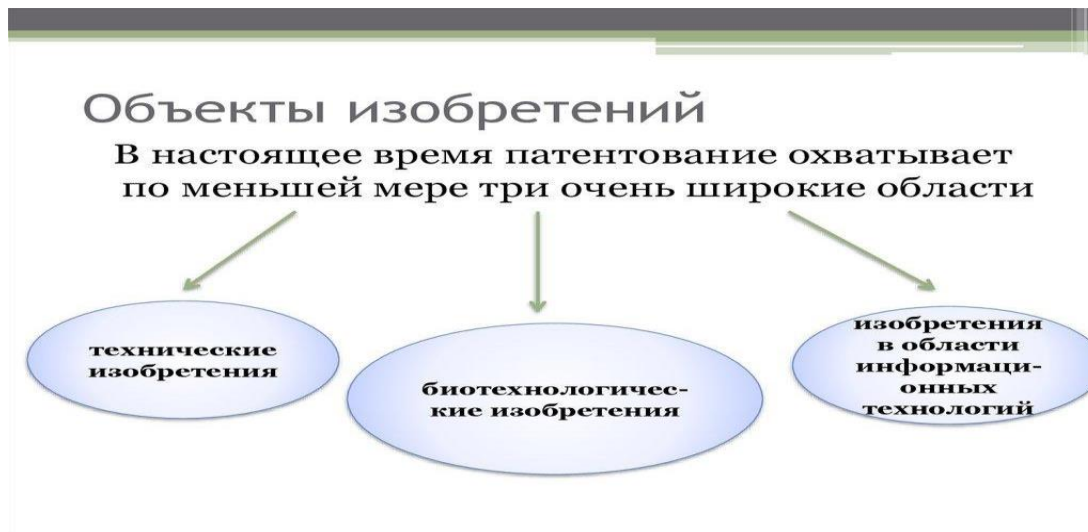 Объекты изобретений
В настоящее время патентование охватывает
по меньшей мере три очень широкие области
технические
изобретения
биотехнологичес-
кие изобретения
изобретения
в области
информаци-
онных
технологий